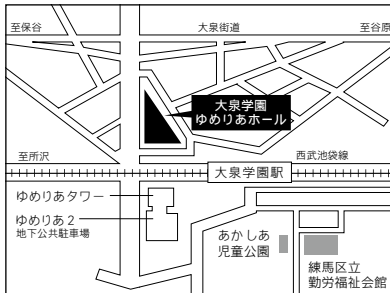 至保谷
大泉街道
至谷原
大泉学園
ゆめりあホール
至所沢
西武池袋線
大泉学園駅
ゆめりあタワー
ゆめりあ2
地下公共駐車場
あかしあ
児童公園
練馬区立
勤労福祉会館